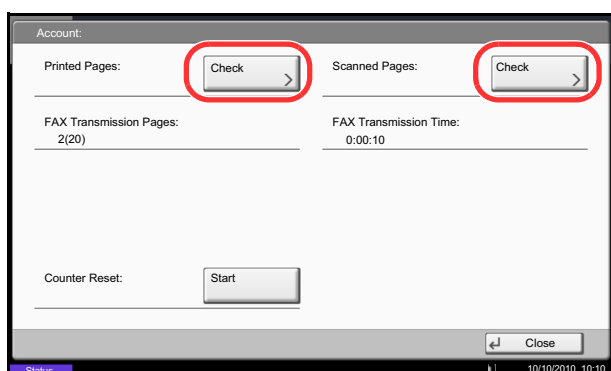 Account:
Printed Pages: Check Scanned Pages: Check
FAX Transmission Pages: FAX Transmission Time:
2(20) 0:00:10
Counter Reset: Start
Close
Status 10/10/2010 10:10